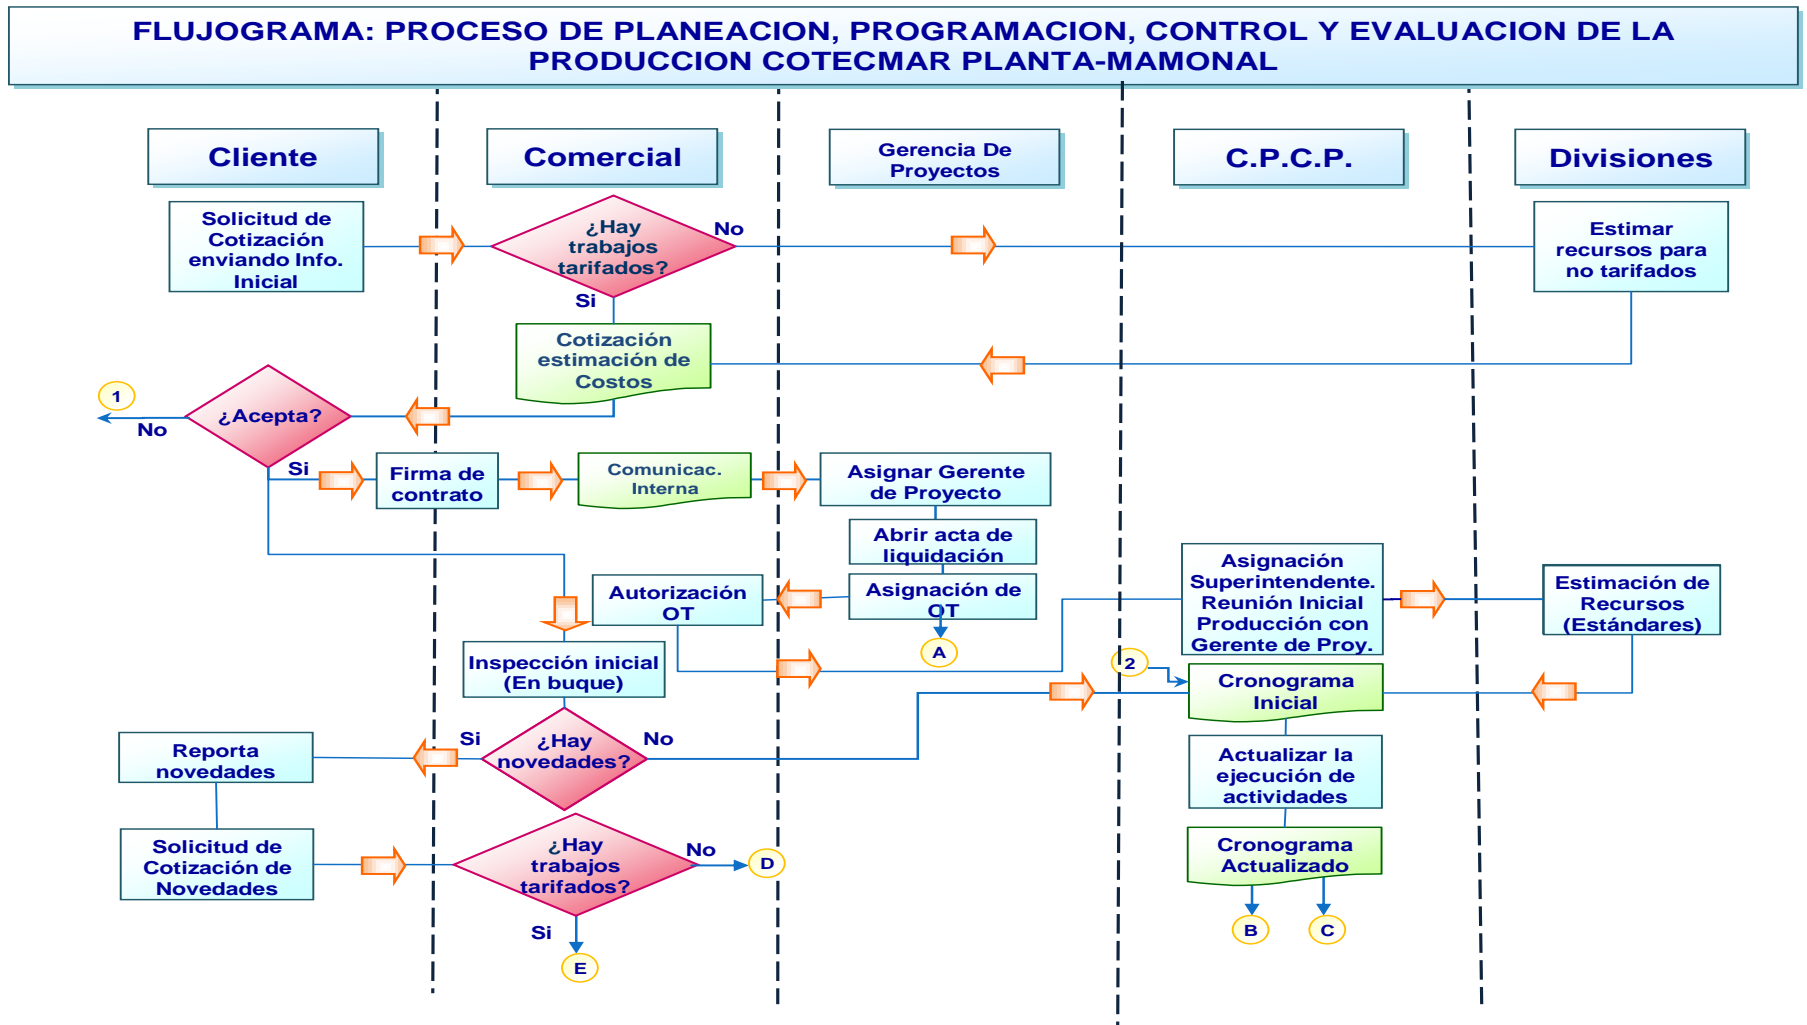 FLUJOGRAMA: PROCESO DE PLANEACION, PROGRAMACION, CONTROL Y EVALUACION DE LA
PRODUCCION COTECMAR PLANTA-MAMONAL
Cliente
Comercial
Gerencia De
Proyectos
C.P.C.P.
Divisiones
Solicitud de
Cotización
enviando Info.
Inicial
¿Hay
trabajos
tarifados?
No
Si
Estimar
recursos para
no tarifados
Cotización
estimación de
Costos
1
No
¿Acepta?
Si
Firma de
contrato
Comunicac.
Interna
Asignar Gerente
de Proyecto
Abrir acta de
liquidación
Asignación de
OT
A
Autorización
OT
Asignación
Superintendente.
Reunión Inicial
Producción con
Gerente de Proy.
Estimación de
Recursos
(Estándares)
Inspección inicial
(En buque)
2
Cronograma
Inicial
Reporta
novedades
Si
¿Hay
novedades?
No
Actualizar la
ejecución de
actividades
Solicitud de
Cotización de
Novedades
¿Hay
trabajos
tarifados?
No
D
Si
E
Cronograma
Actualizado
B
C